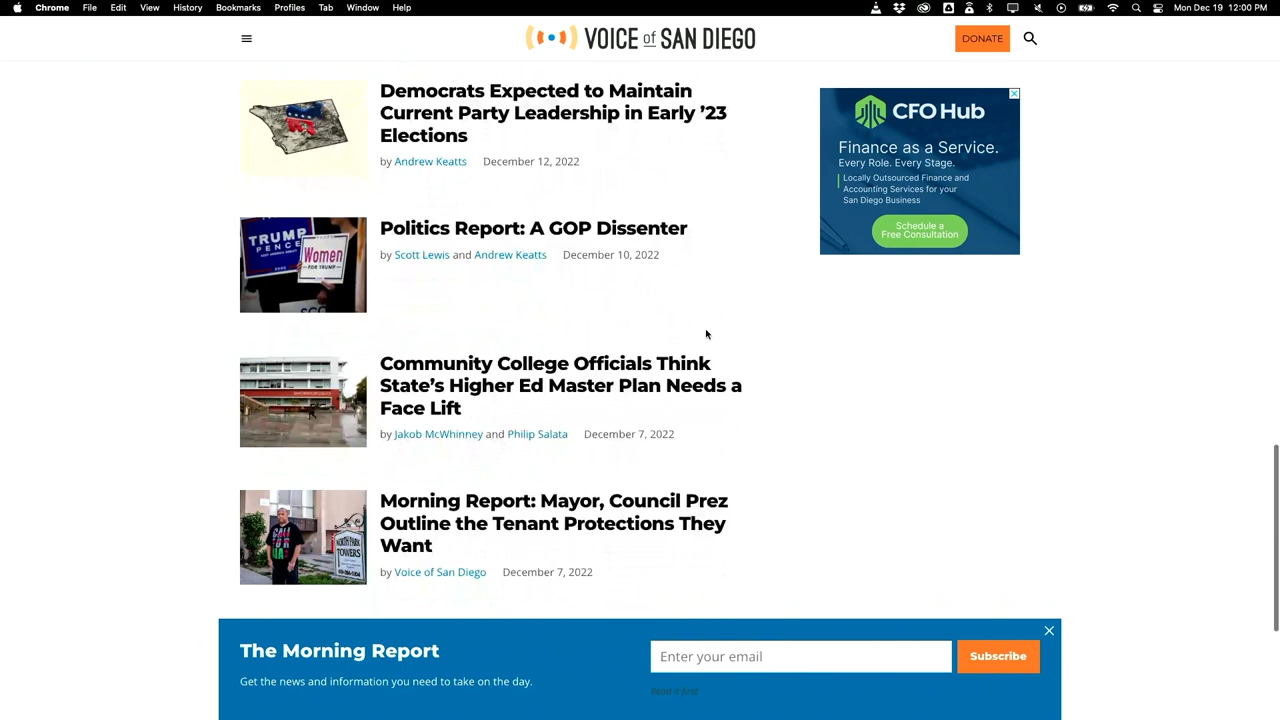 Chrome File Edit View History Bookmarks Profiles Tab Window Help Mon Dec 19 12:00 PM
VOICE of SAN DIEGO
DONATE
Democrats Expected to Maintain
Current Party Leadership in Early ’23
Elections
by Andrew Keatts December 12, 2022
CFO Hub
Finance as a Service.
Every Role. Every Stage.
Locally Outsourced Finance and
Accounting Services for your
San Diego Business
Schedule a
Free Consultation
TRUMP
PENCE
Women
FOR TRUMP
Politics Report: A GOP Dissenter
by Scott Lewis and Andrew Keatts December 10, 2022
Community College Officials Think
State’s Higher Ed Master Plan Needs a
Face Lift
by Jakob McWhinney and Philip Salata December 7, 2022
NORTH PARK
TOWERS
Morning Report: Mayor, Council Prez
Outline the Tenant Protections They
Want
by Voice of San Diego December 7, 2022
The Morning Report
Get the news and information you need to take on the day.
Enter your email
Subscribe
Read it first